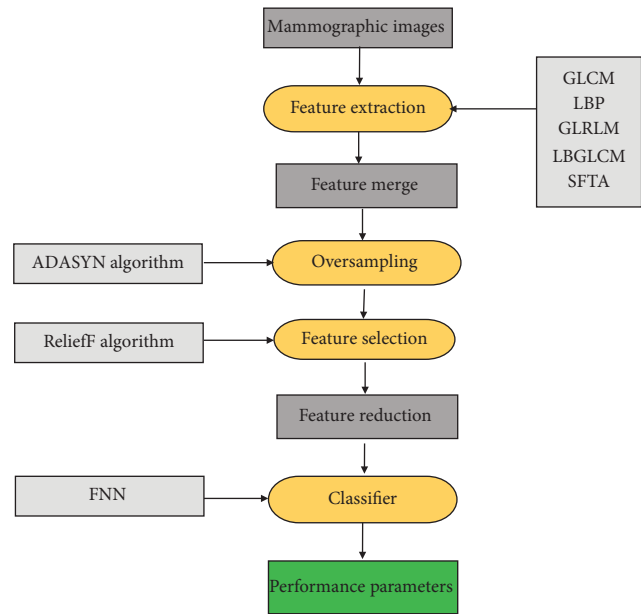 Mammographic images
Feature extraction
GLCM
LBP
GLRLM
LBGLCM
SFTA
Feature merge
ADASYN algorithm
Oversampling
ReliefF algorithm
Feature selection
Feature reduction
FNN
Classifier
Performance parameters